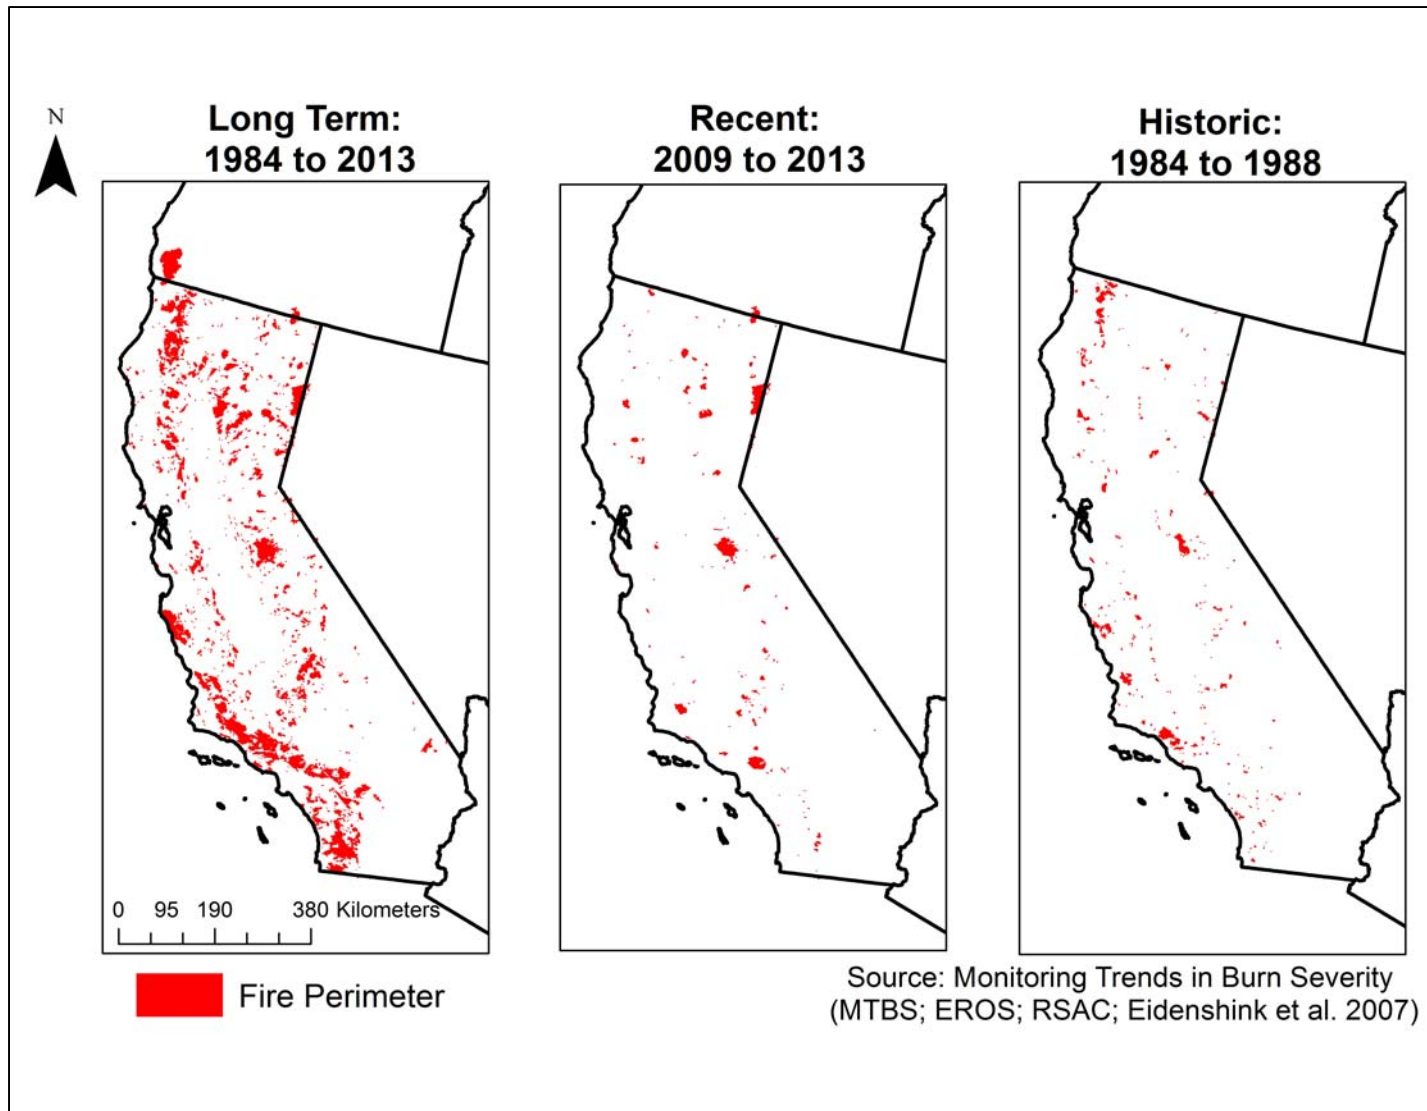 N
Long Term:
1984 to 2013
Recent:
2009 to 2013
Historic:
1984 to 1988
0 95 190 380 Kilometers
Fire Perimeter
Source: Monitoring Trends in Burn Severity
(MTBS; EROS; RSAC; Eidenshink et al. 2007)